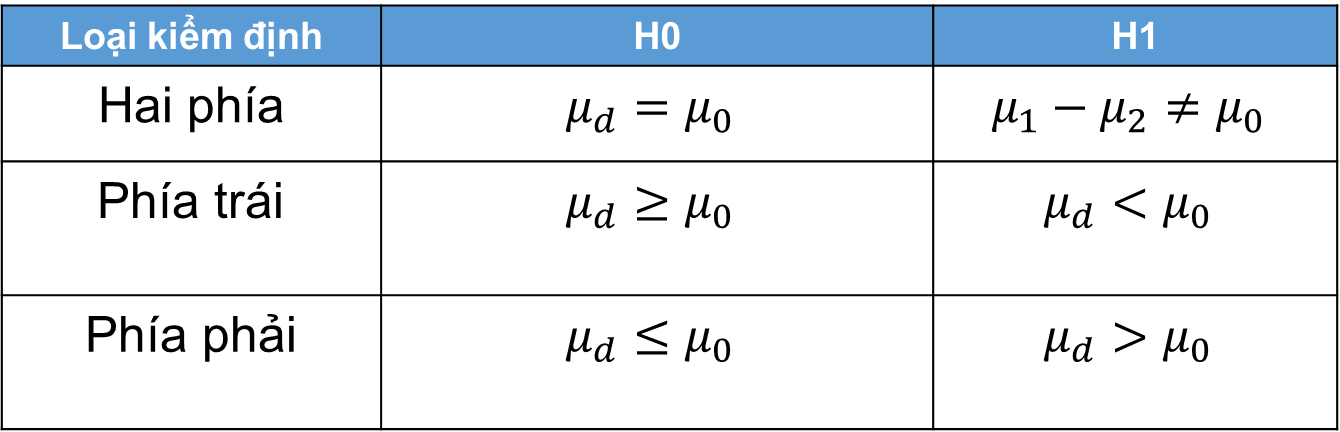 Loại kiểm định H0 H1
Hai phía μ_d = μ_0 μ_1 − μ_2 ≠ μ_0
Phía trái μ_d ≥ μ_0 μ_d < μ_0
Phía phải μ_d ≤ μ_0 μ_d > μ_0